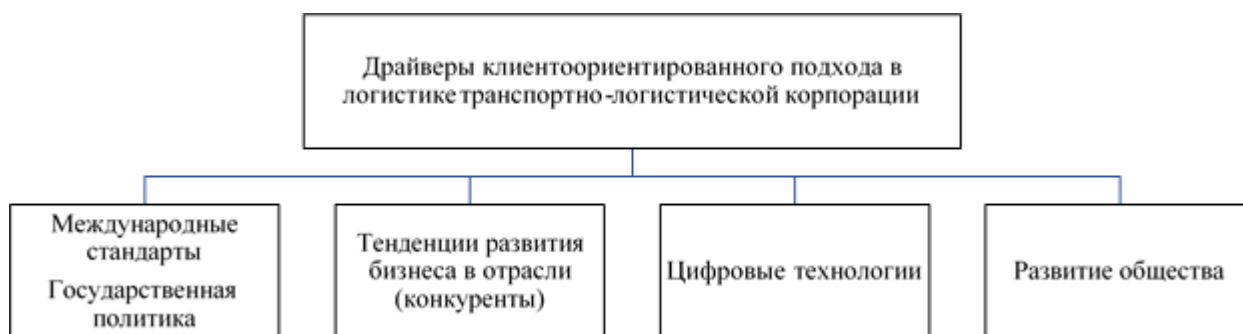 Драйверы клиентоориентированного подхода в
логистике транспортно-логистической корпорации
Международные
стандарты
Государственная
политика
Тенденции развития
бизнеса в отрасли
(конкуренты)
Цифровые технологии
Развитие общества